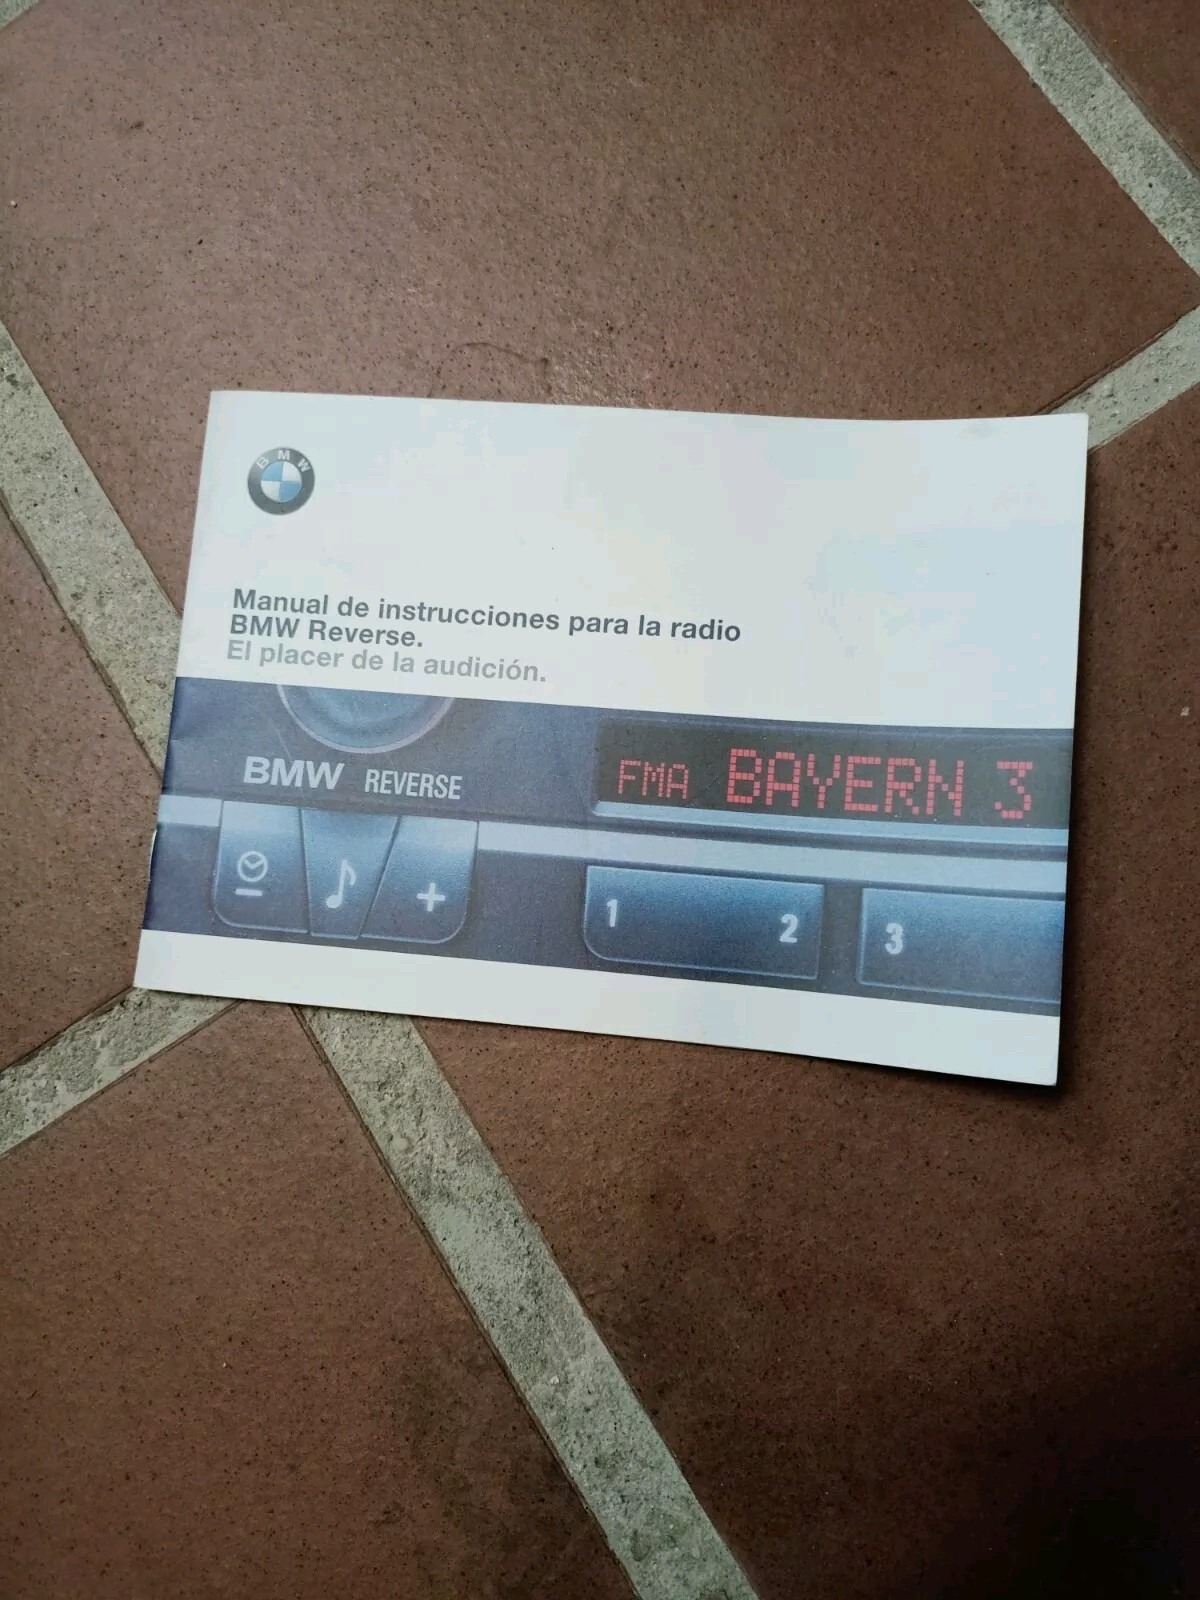 BMW
Manual de instrucciones para la radio
BMW Reverse.
El placer de la audición.
BMW REVERSE
FMA BAYERN 3
1 2 3